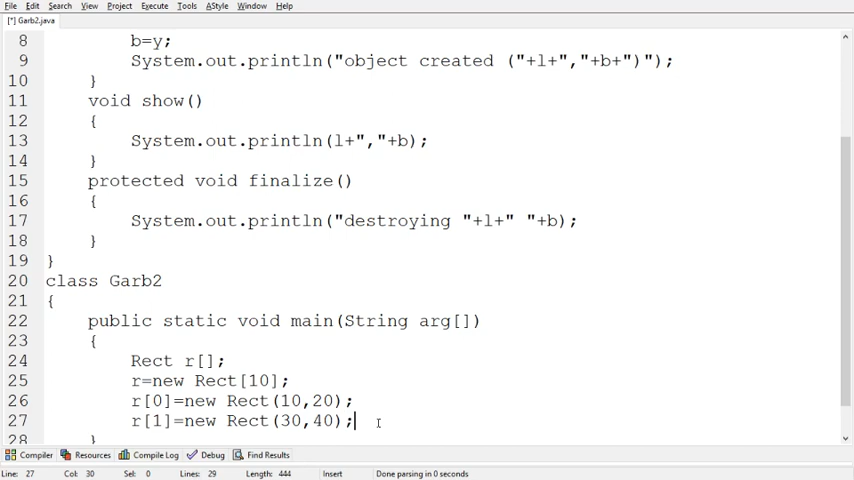 File Edit Search View Project Execute Tools AStyle Window Help
[*] Garb2.java
8 b=y;
9 System.out.println("object created ("+l+","+b+")");
10 }
11 void show()
12 {
13 System.out.println(l+","+b);
14 }
15 protected void finalize()
16 {
17 System.out.println("destroying "+l+" "+b);
18 }
19 }
20 class Garb2
21 {
22 public static void main(String arg[])
23 {
24 Rect r[];
25 r=new Rect[10];
26 r[0]=new Rect(10,20);
27 r[1]=new Rect(30,40);
28 }
Compiler Resources Compile Log Debug Find Results
Line: 27 Col: 30 Sel: 0 Lines: 29 Length: 444 Insert Done parsing in 0 seconds